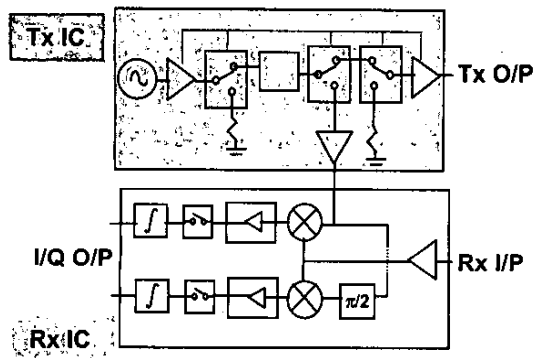 Tx IC
Tx O/P
I/Q O/P
∫
∫
π/2
Rx I/P
Rx IC